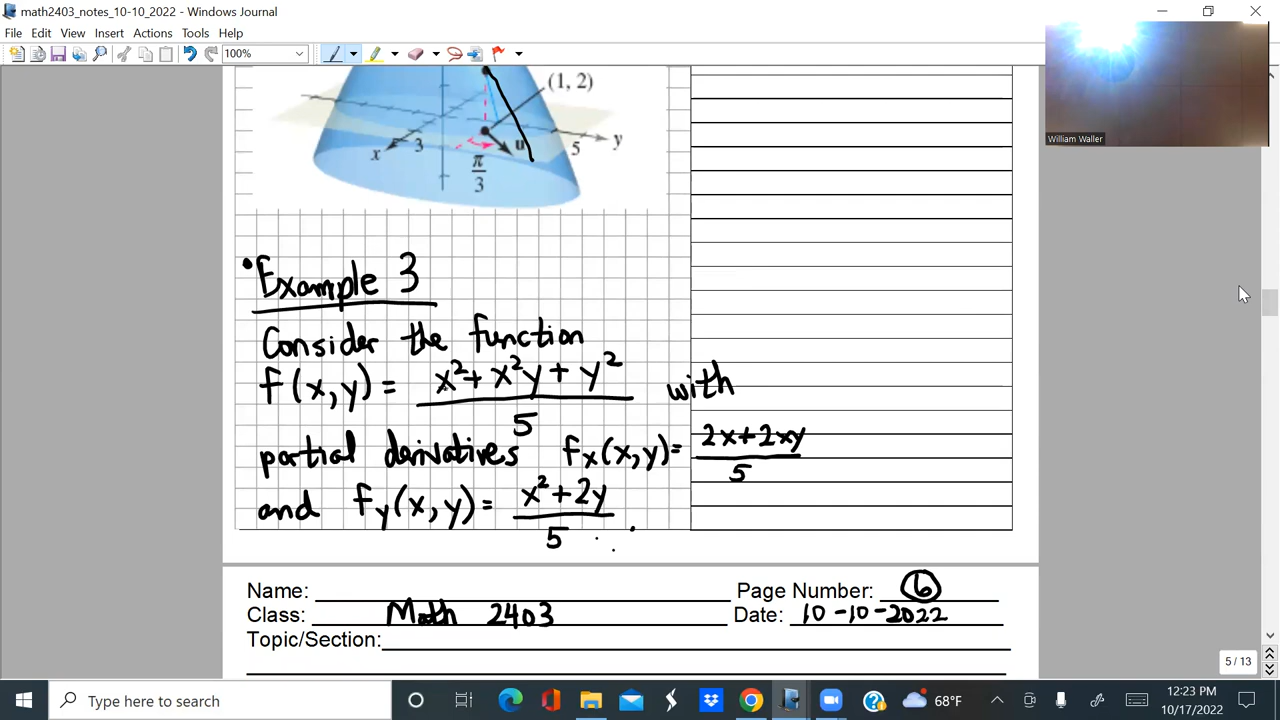 math2403_notes_10-10_2022 - Windows Journal
File Edit View Insert Actions Tools Help
100%
William Waller
(1, 2)
x 3 u 5 y
π/3
•Example 3
Consider the function
f(x,y) = (x²+ x²y + y²)/5 with
partial derivatives fx(x,y)= (2x+2xy)/5
and fy(x,y)= (x²+2y)/5 .
Name: Page Number: 6
Class: Math 2403 Date: 10-10-2022
Topic/Section:
5 / 13
Type here to search
68°F
12:23 PM
10/17/2022